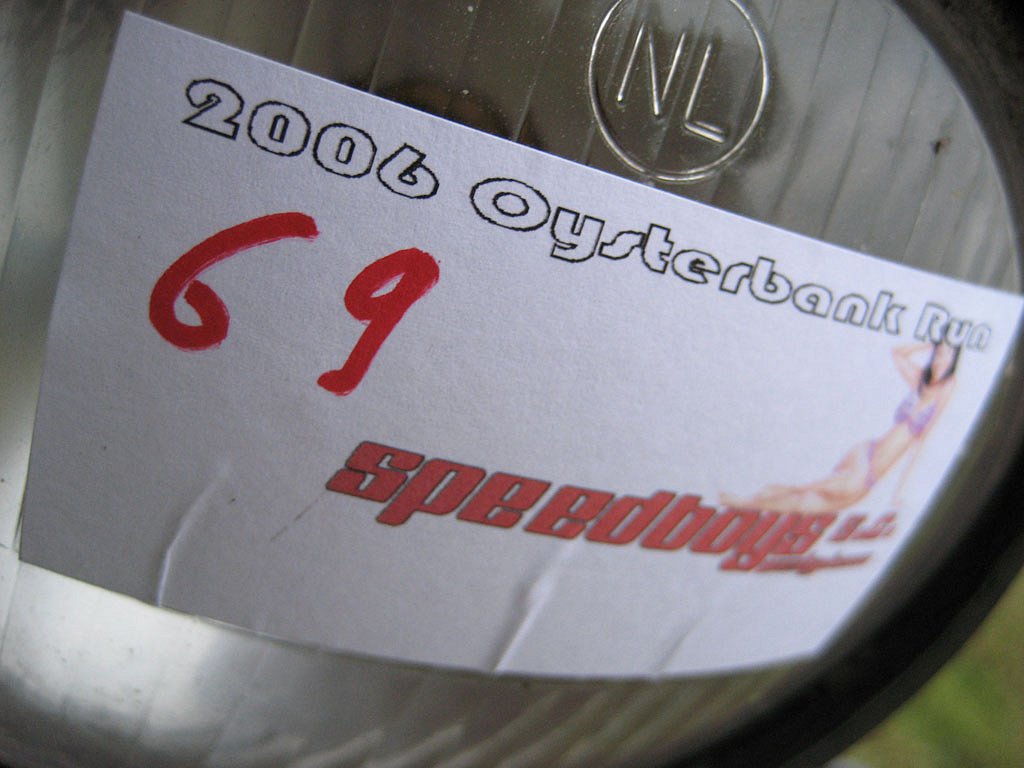 NL
2006 Oysterbank Run
69
speedboys s.c.